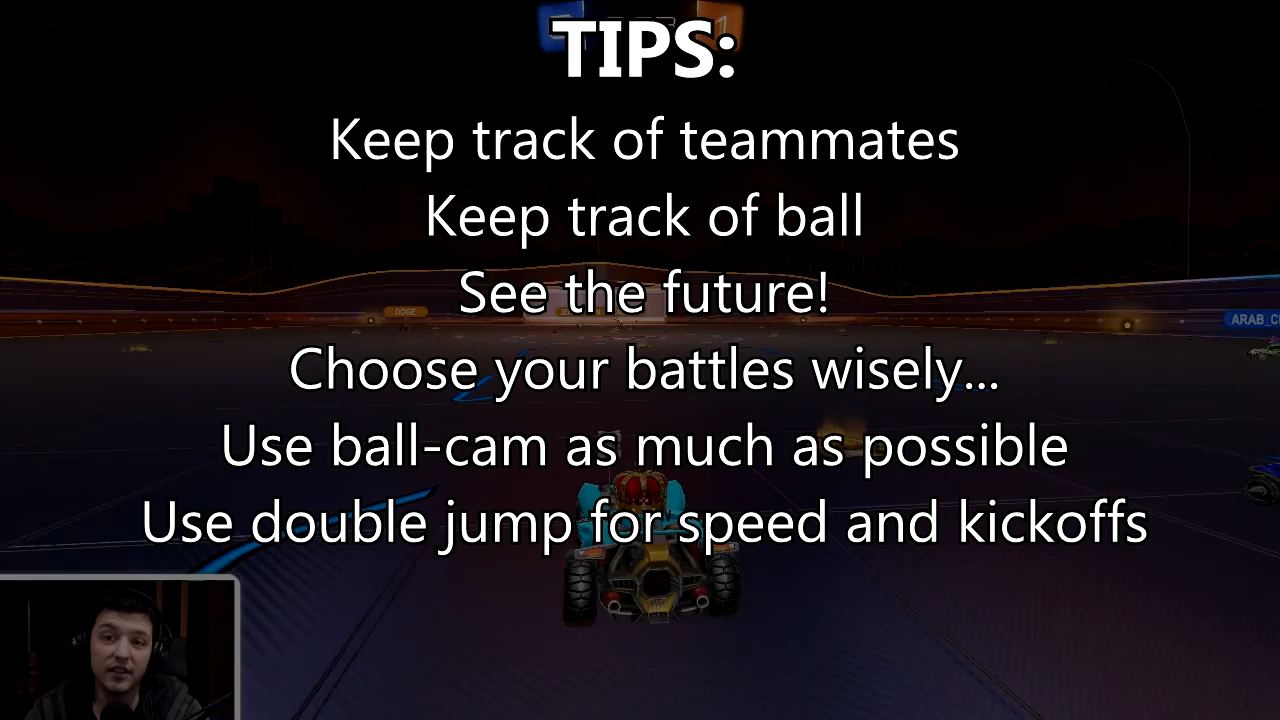 TIPS:
Keep track of teammates
Keep track of ball
See the future!
Choose your battles wisely...
Use ball-cam as much as possible
Use double jump for speed and kickoffs
DOGE